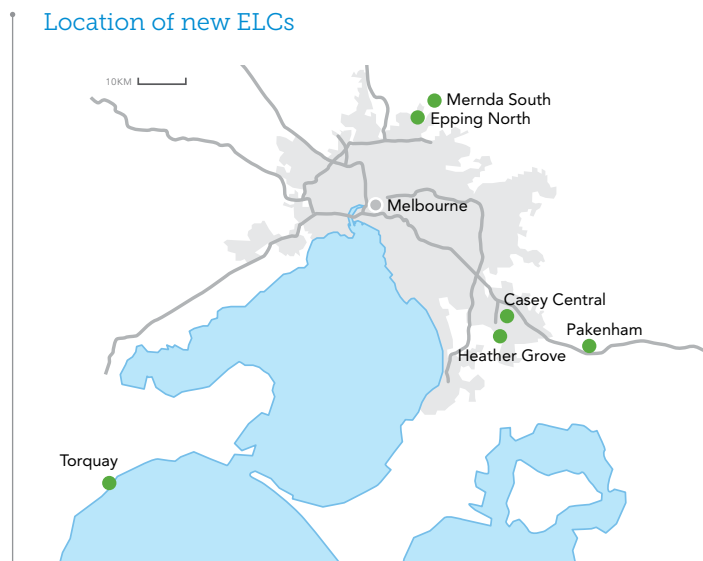 Location of new ELCs
10KM
Mernda South
Epping North
Melbourne
Casey Central
Pakenham
Heather Grove
Torquay